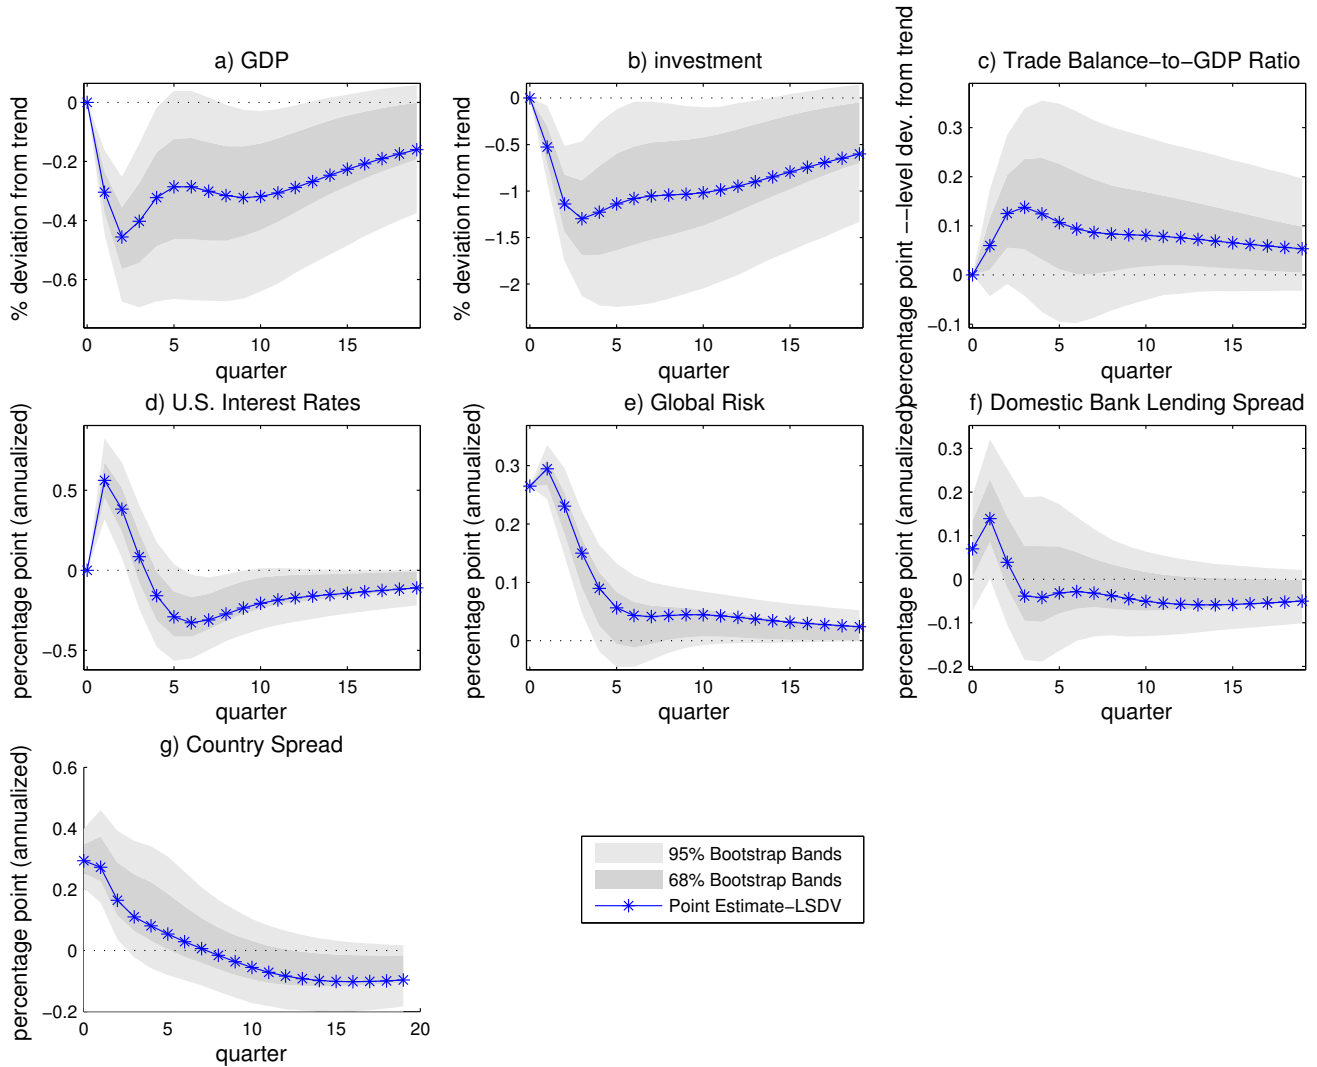 a) GDP
% deviation from trend
0
−0.2
−0.4
−0.6
0
5
10
15
quarter
b) investment
% deviation from trend
0
−0.5
−1
−1.5
−2
0
5
10
15
quarter
c) Trade Balance−to−GDP Ratio
percentage point −−level dev. from trend
0.3
0.2
0.1
0
−0.1
0
5
10
15
quarter
d) U.S. Interest Rates
percentage point (annualized)
0.5
0
−0.5
0
5
10
15
quarter
e) Global Risk
percentage point (annualized)
0.3
0.2
0.1
0
0
5
10
15
quarter
f) Domestic Bank Lending Spread
percentage point (annualized)
0.3
0.2
0.1
0
−0.1
−0.2
0
5
10
15
quarter
g) Country Spread
percentage point (annualized)
0.6
0.4
0.2
0
−0.2
0
5
10
15
20
quarter
95% Bootstrap Bands
68% Bootstrap Bands
Point Estimate−LSDV